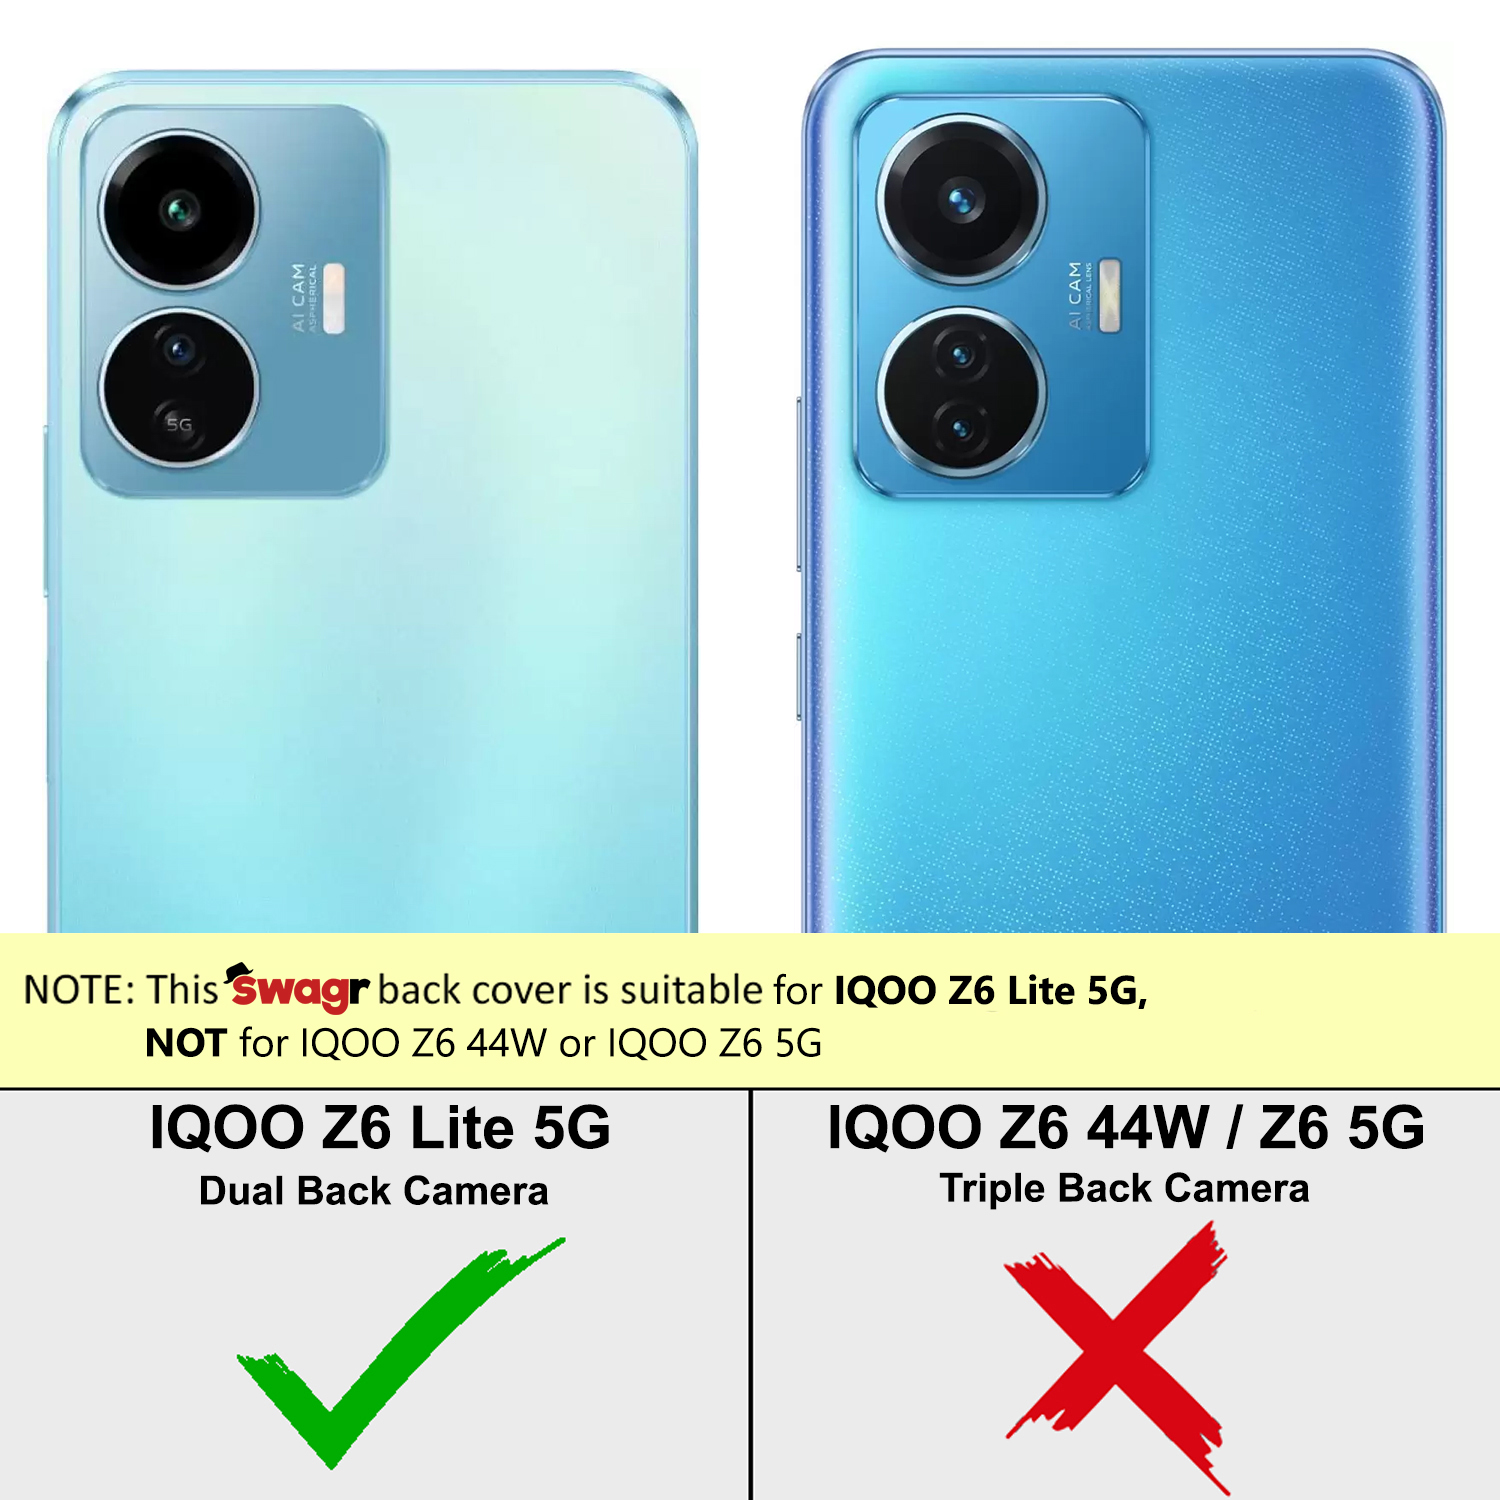 AI CAM
ASPHERICAL
5G
AI CAM
ASPHERICAL LENS
NOTE: This Swagr back cover is suitable for IQOO Z6 Lite 5G,
NOT for IQOO Z6 44W or IQOO Z6 5G
IQOO Z6 Lite 5G
Dual Back Camera
IQOO Z6 44W / Z6 5G
Triple Back Camera